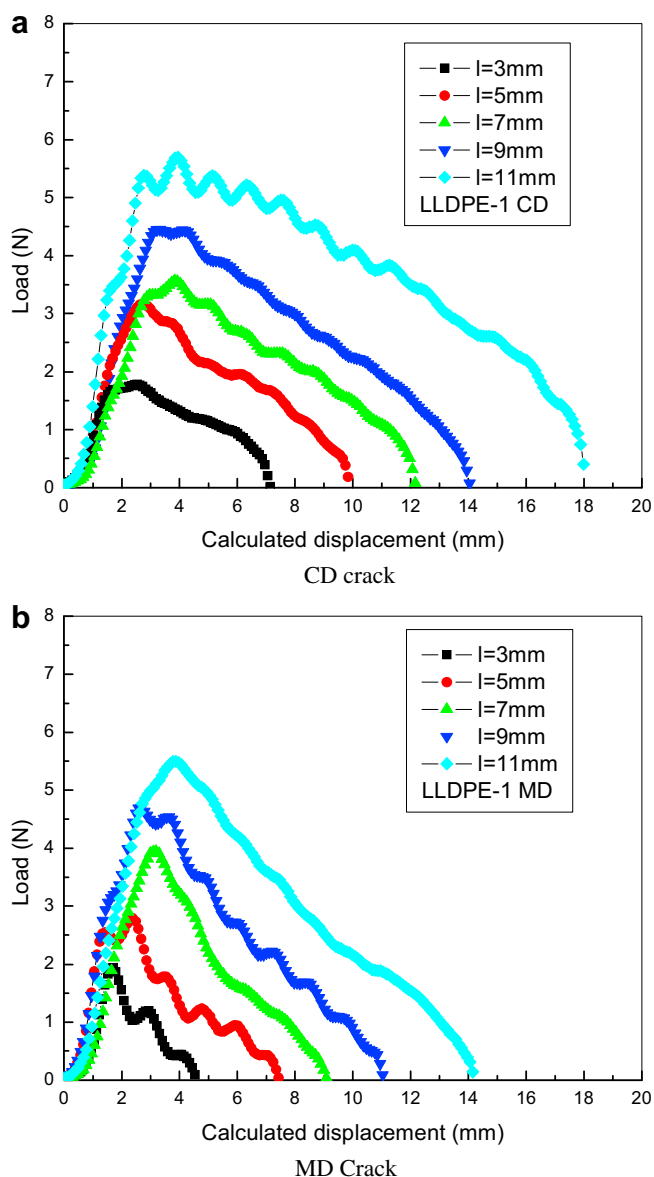 a
8
7
6
5
4
3
2
1
0
Load (N)
l=3mm
l=5mm
l=7mm
l=9mm
l=11mm
LLDPE-1 CD
0 2 4 6 8 10 12 14 16 18 20
Calculated displacement (mm)
CD crack
b
8
7
6
5
4
3
2
1
0
Load (N)
l=3mm
l=5mm
l=7mm
l=9mm
l=11mm
LLDPE-1 MD
0 2 4 6 8 10 12 14 16 18 20
Calculated displacement (mm)
MD Crack